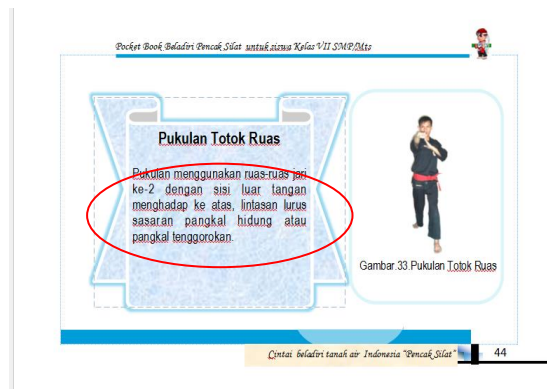 Pocket Book Beladiri Pencak Silat untuk siswa Kelas VII SMP/Mts
Pukulan Totok Ruas
Pukulan menggunakan ruas-ruas jari
ke-2 dengan sisi luar tangan
menghadap ke atas, lintasan lurus
sasaran pangkal hidung atau
pangkal tenggorokan.
Gambar.33.Pukulan Totok Ruas
Cintai beladiri tanah air Indonesia "Pencak Silat"
44